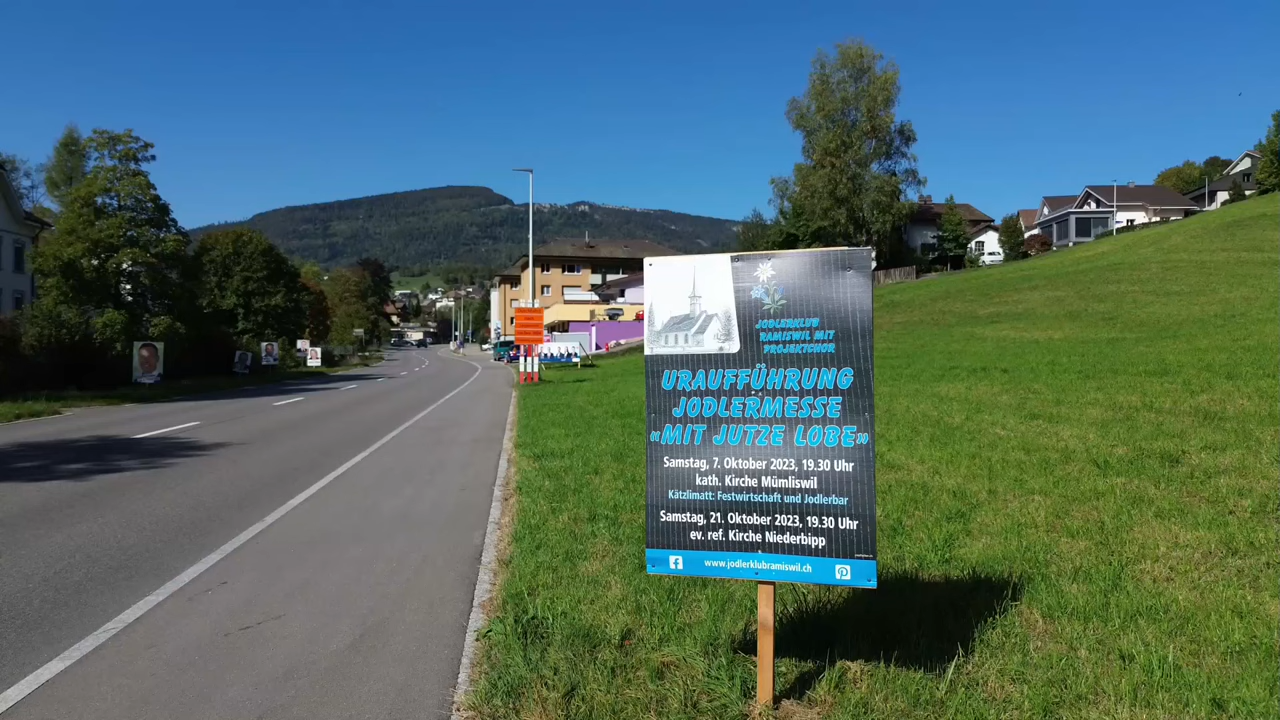 JODLERKLUB
RAMISWIL MIT
PROJEKTCHOR
URAUFFÜHRUNG
JODLERMESSE
«MIT JUTZE LOBE»
Samstag, 7. Oktober 2023, 19.30 Uhr
kath. Kirche Mümliswil
Kätzlimatt: Festwirtschaft und Jodlerbar
Samstag, 21. Oktober 2023, 19.30 Uhr
ev. ref. Kirche Niederbipp
www.jodlerklubramiswil.ch